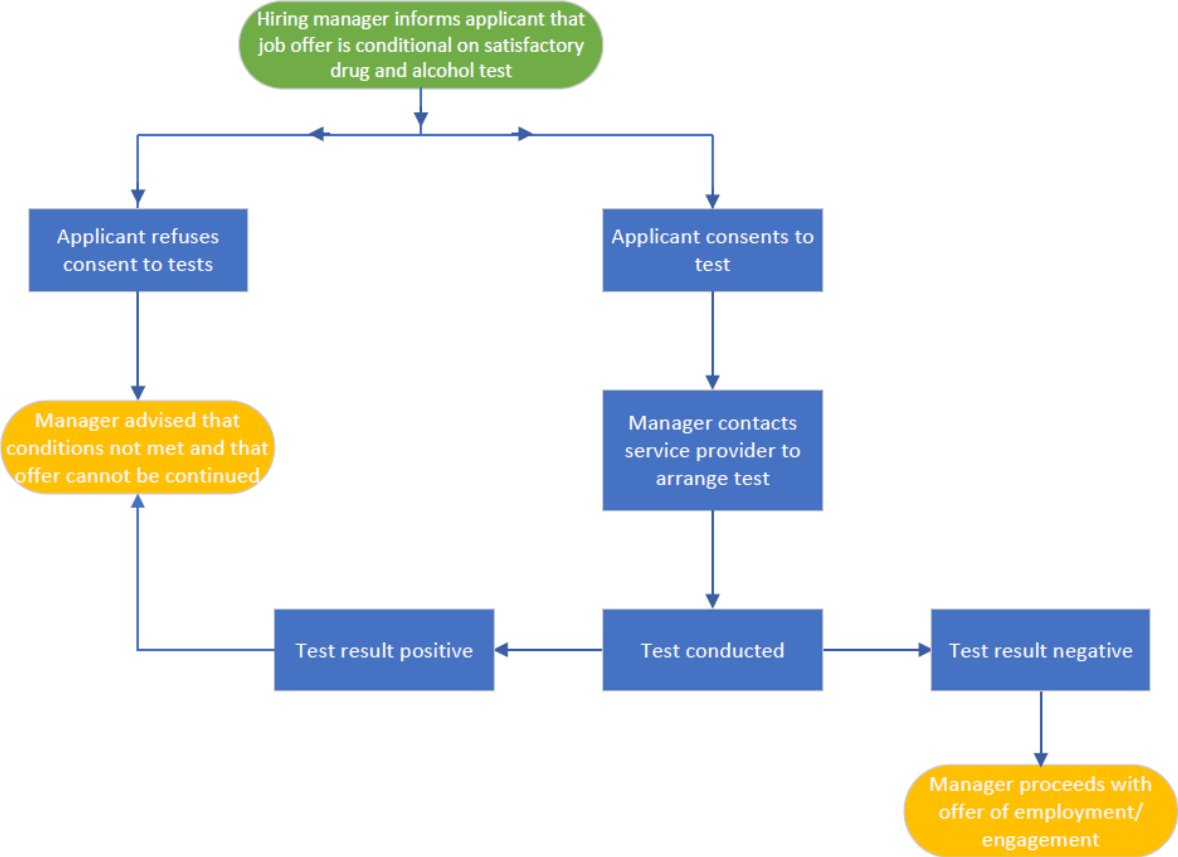 Hiring manager informs applicant that
job offer is conditional on satisfactory
drug and alcohol test
Applicant refuses
consent to tests
Applicant consents to
test
Manager advised that
conditions not met and that
offer cannot be continued
Manager contacts
service provider to
arrange test
Test result positive
Test conducted
Test result negative
Manager proceeds with
offer of employment/
engagement